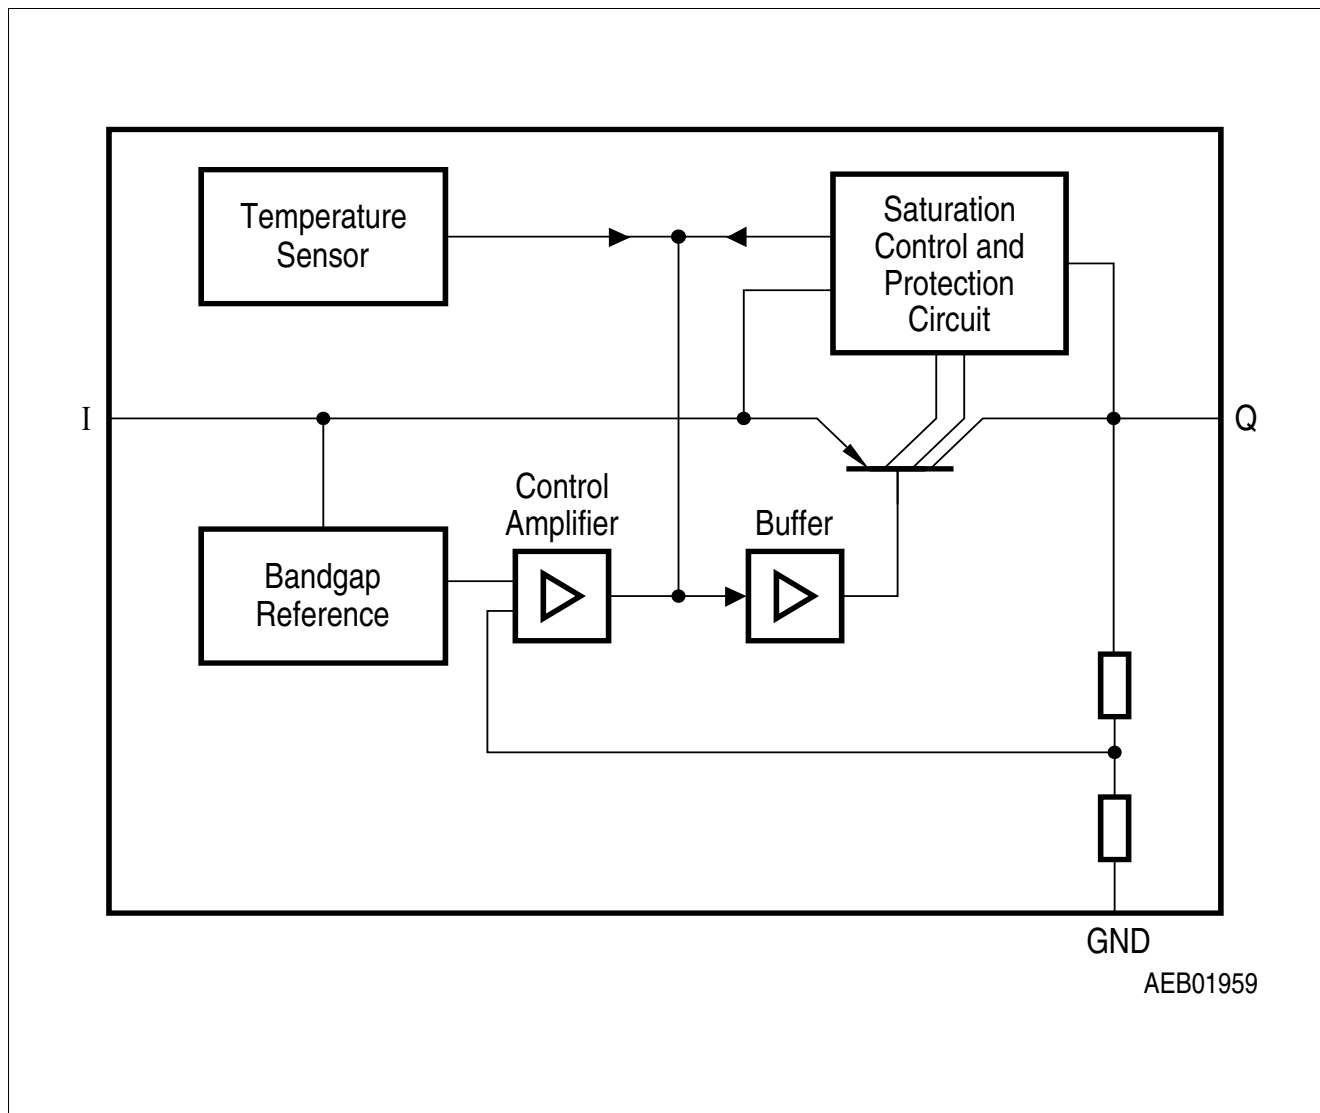 Temperature
Sensor
Saturation
Control and
Protection
Circuit
I
Q
Control
Amplifier
Buffer
Bandgap
Reference
GND
AEB01959